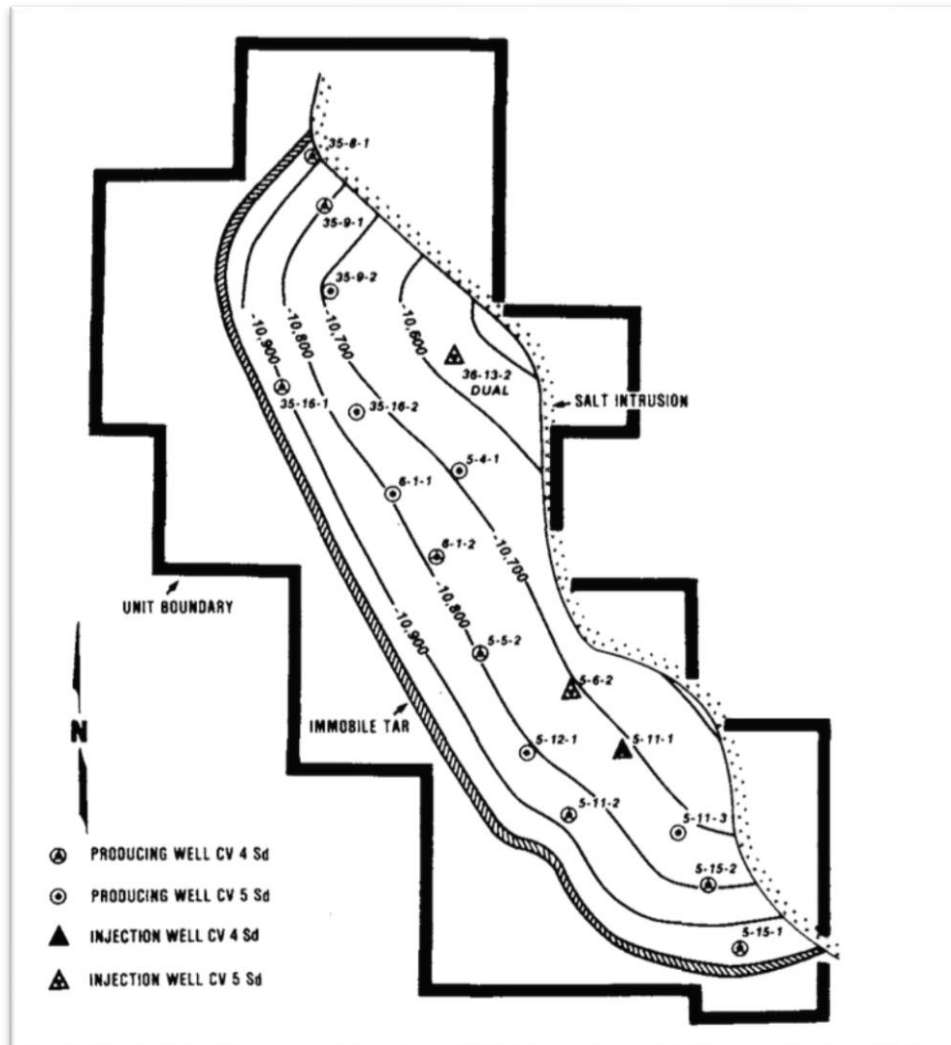 35-8-1
35-9-1
35-9-2
-10,600
36-13-2
DUAL
SALT INTRUSION
-10,900
-10,800
-10,700
35-16-1
35-16-2
5-4-1
6-1-1
6-1-2
-10,700
UNIT BOUNDARY
-10,800
-10,900
5-5-2
5-6-2
IMMOBILE TAR
N
5-12-1
5-11-1
5-11-2
5-11-3
5-15-2
5-15-1
PRODUCING WELL CV 4 Sd
PRODUCING WELL CV 5 Sd
INJECTION WELL CV 4 Sd
INJECTION WELL CV 5 Sd